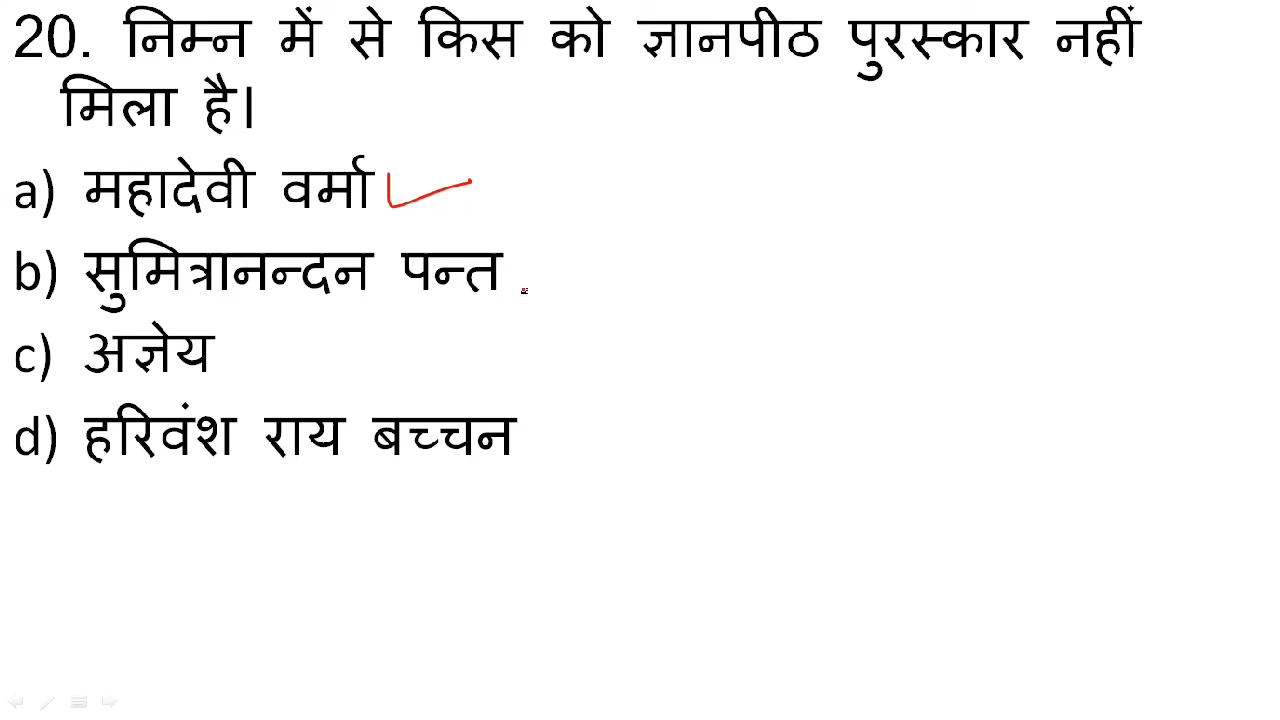 20. निम्न में से किस को ज्ञानपीठ पुरस्कार नहीं
मिला है।
a) महादेवी वर्मा
b) सुमित्रानन्दन पन्त
c) अज्ञेय
d) हरिवंश राय बच्चन